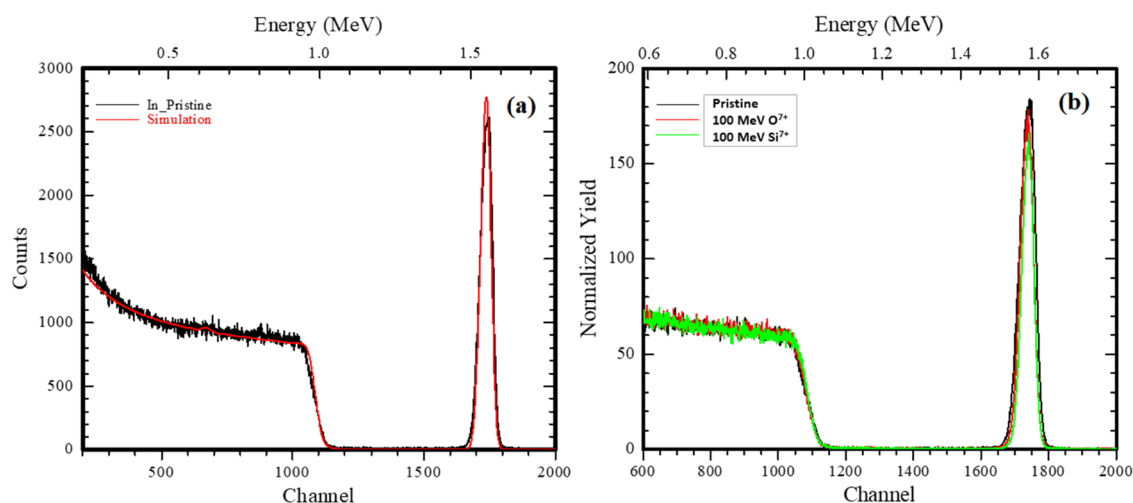 Energy (MeV)
0.5 1.0 1.5
3000
2500
2000
1500
1000
500
0
Counts
In_Pristine
Simulation
(a)
500 1000 1500 2000
Channel
Energy (MeV)
0.6 0.8 1.0 1.2 1.4 1.6
200
150
100
50
0
Normalized Yield
Pristine
100 MeV O⁷⁺
100 MeV Si⁷⁺
(b)
600 800 1000 1200 1400 1600 1800 2000
Channel